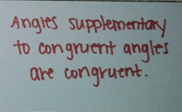 Angles supplementary
to congruent angles
are congruent.